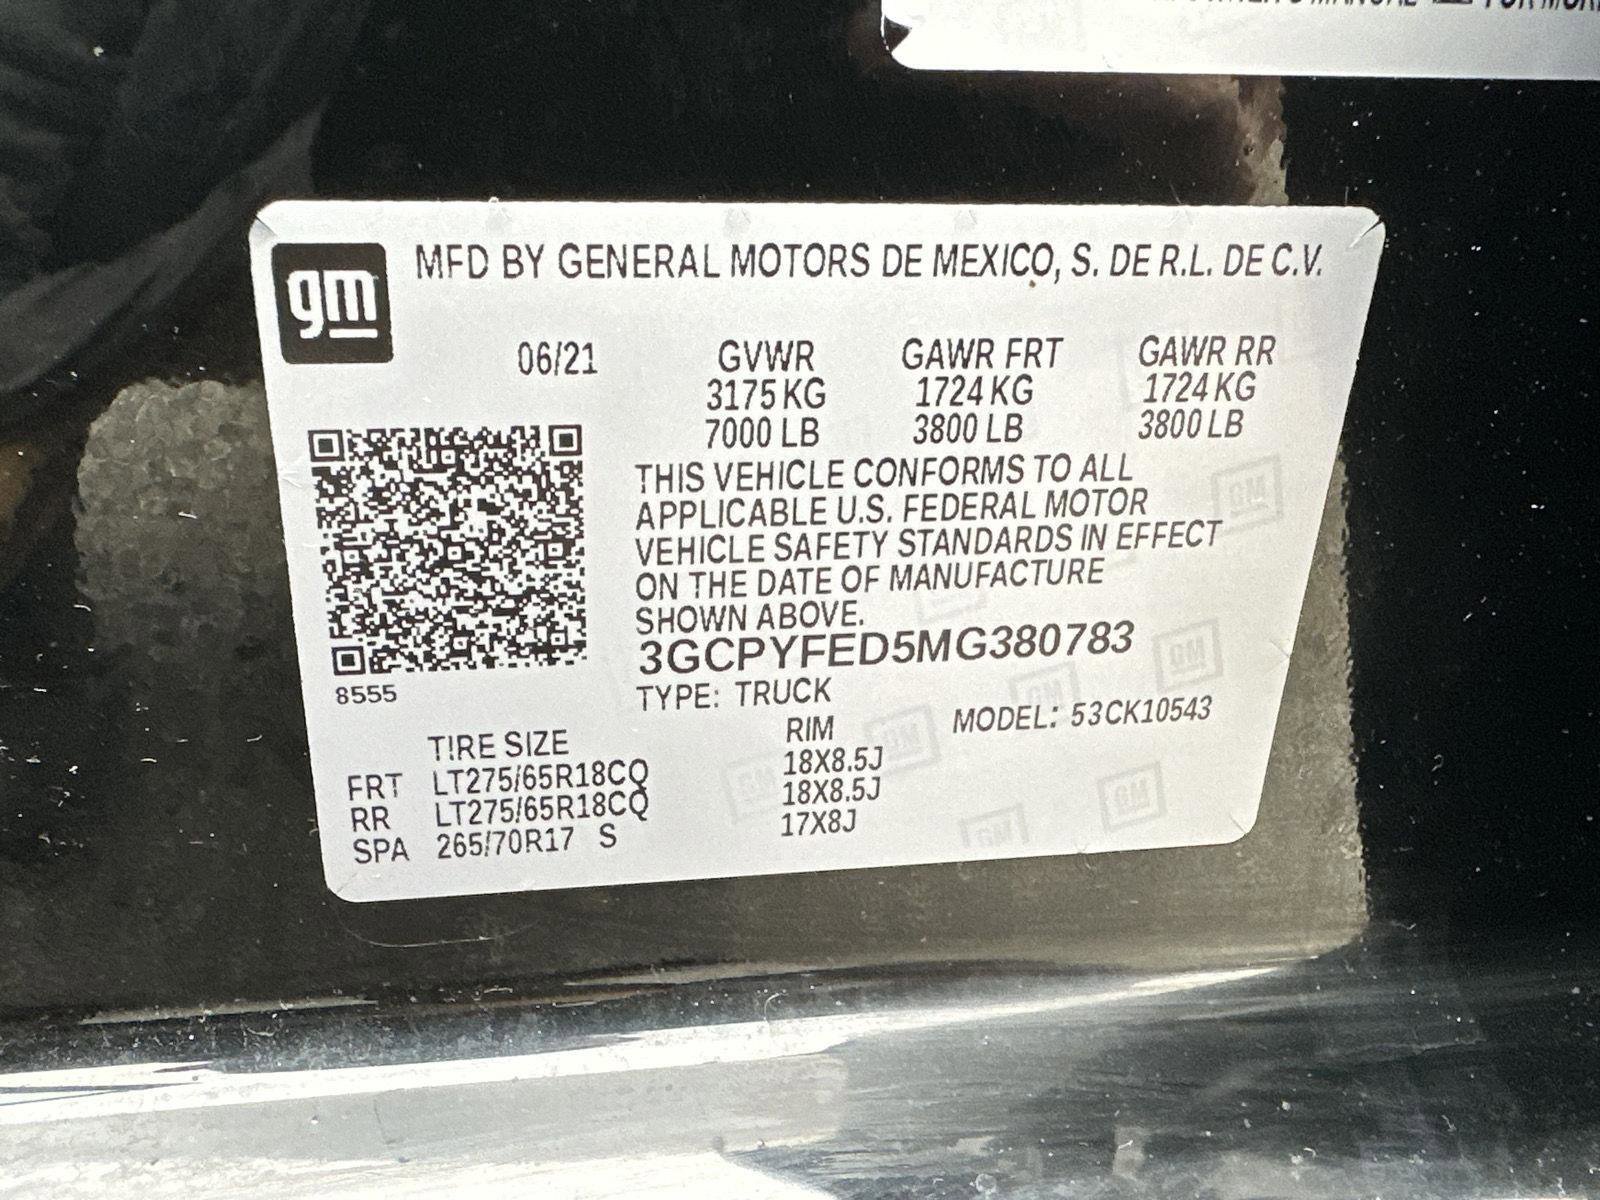 FOR MORE
gm
MFD BY GENERAL MOTORS DE MEXICO, S. DE R.L. DE C.V.
06/21 GVWR GAWR FRT GAWR RR
3175 KG 1724 KG 1724 KG
7000 LB 3800 LB 3800 LB
THIS VEHICLE CONFORMS TO ALL
APPLICABLE U.S. FEDERAL MOTOR
VEHICLE SAFETY STANDARDS IN EFFECT
ON THE DATE OF MANUFACTURE
SHOWN ABOVE.
3GCPYFED5MG380783
8555
TYPE: TRUCK
MODEL: 53CK10543
TIRE SIZE RIM
FRT LT275/65R18CQ 18X8.5J
RR LT275/65R18CQ 18X8.5J
SPA 265/70R17 S 17X8J